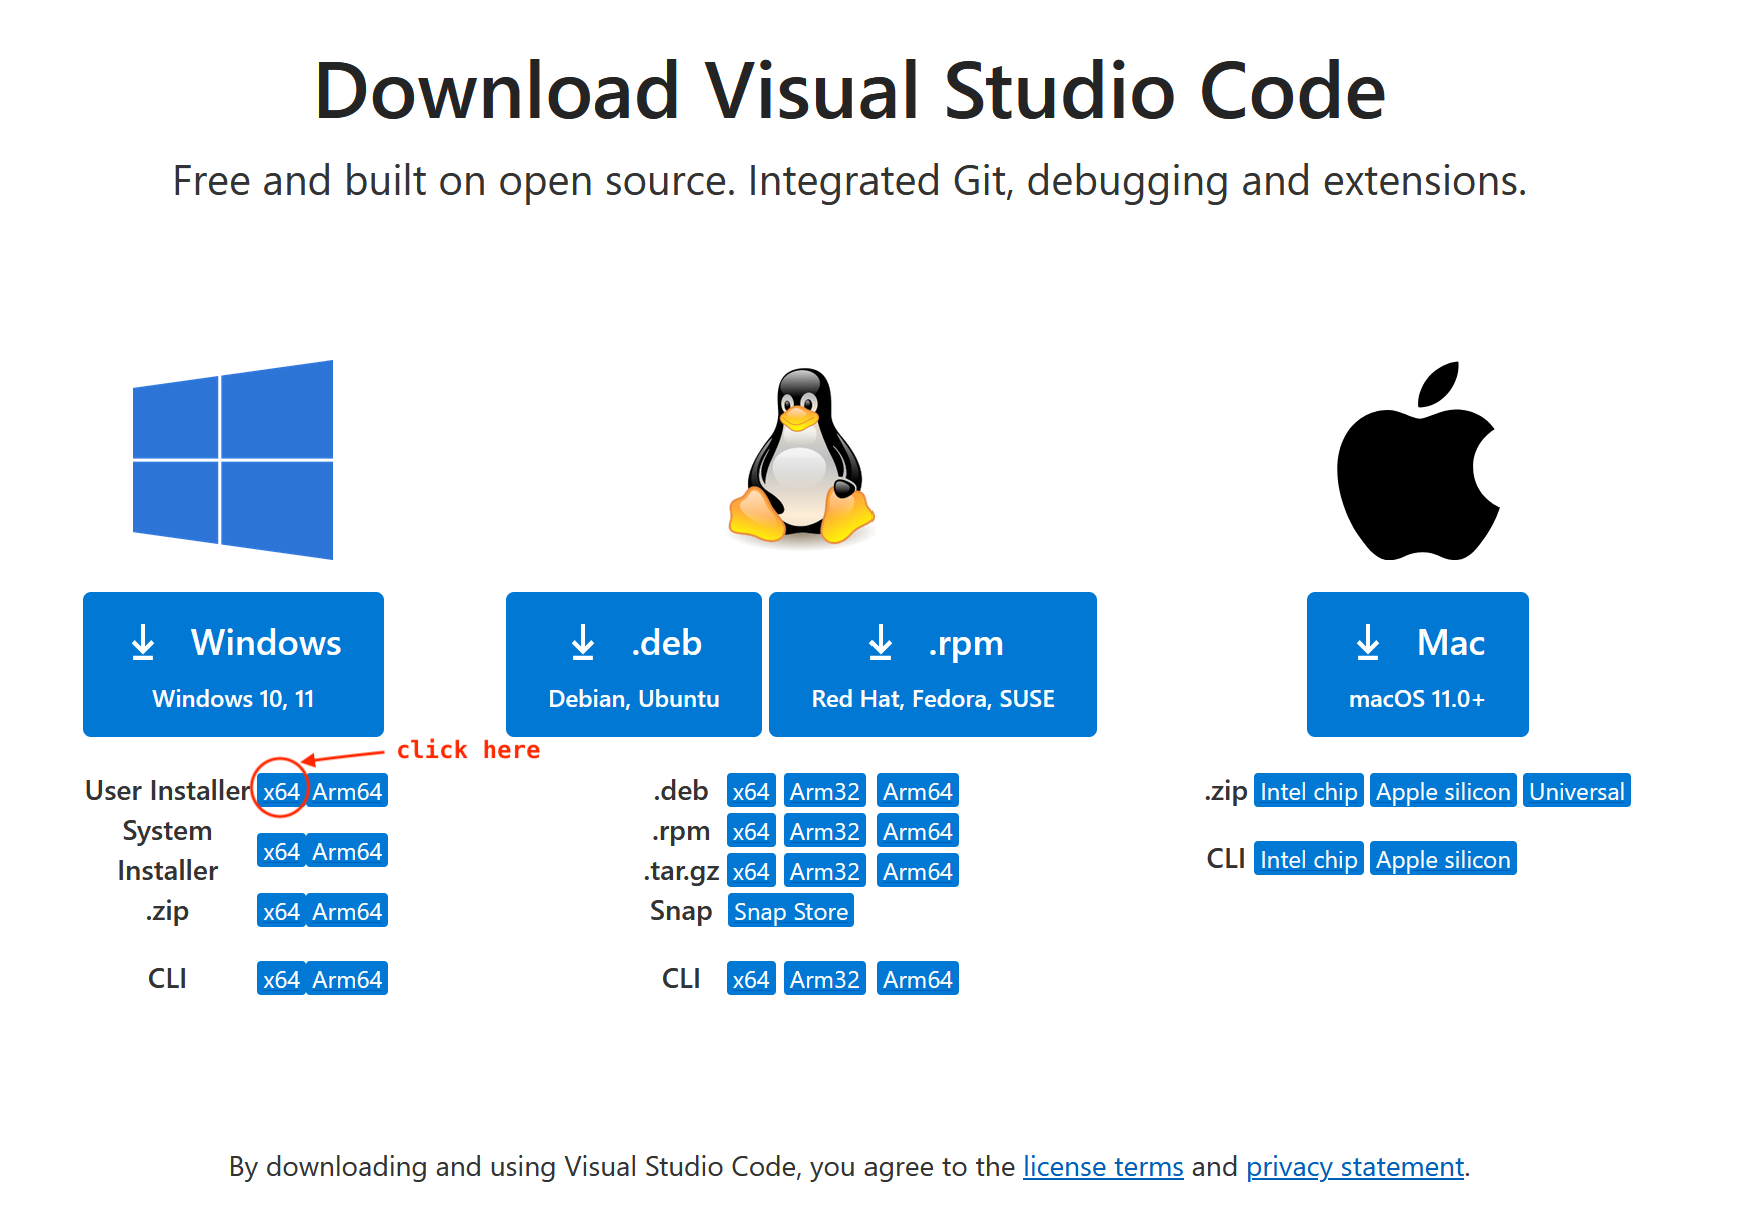 Download Visual Studio Code
Free and built on open source. Integrated Git, debugging and extensions.
Windows
Windows 10, 11
click here
User Installer x64 Arm64
System
Installer x64 Arm64
.zip x64 Arm64
CLI x64 Arm64
.deb
Debian, Ubuntu
.rpm
Red Hat, Fedora, SUSE
.deb x64 Arm32 Arm64
.rpm x64 Arm32 Arm64
.tar.gz x64 Arm32 Arm64
Snap Snap Store
CLI x64 Arm32 Arm64
Mac
macOS 11.0+
.zip Intel chip Apple silicon Universal
CLI Intel chip Apple silicon
By downloading and using Visual Studio Code, you agree to the license terms and privacy statement.